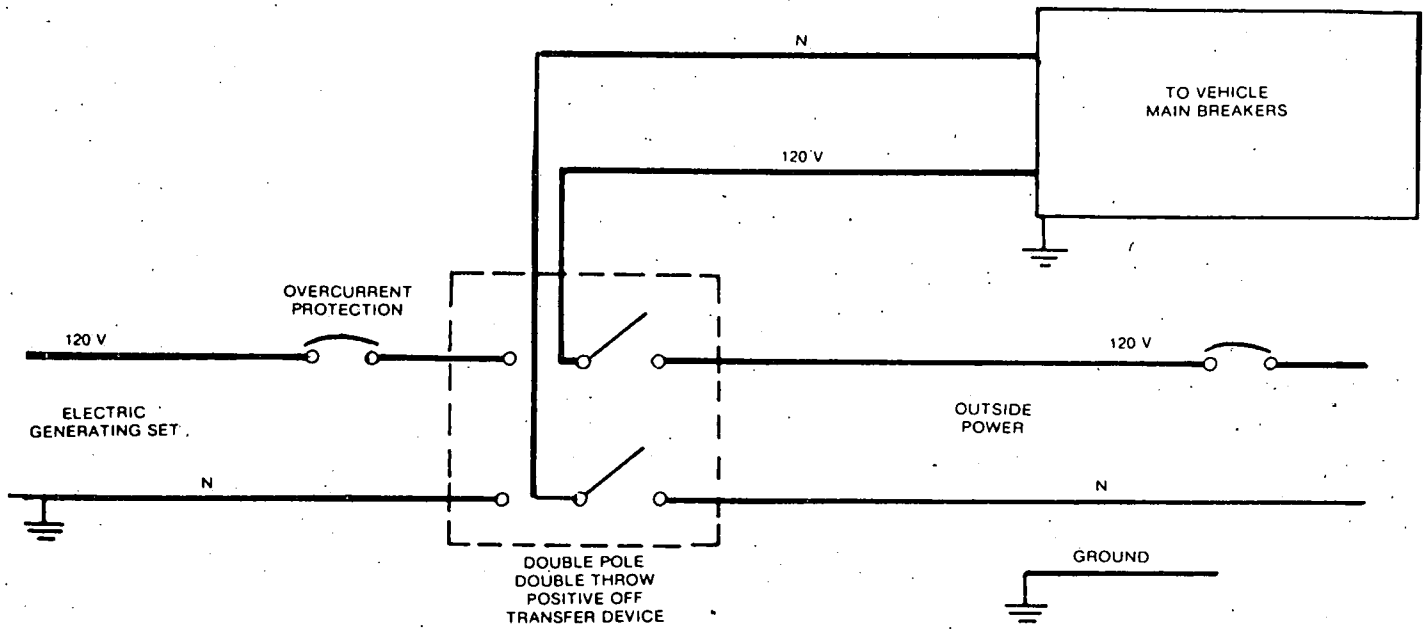 N
TO VEHICLE
MAIN BREAKERS
120 V
OVERCURRENT
PROTECTION
120 V
120 V
ELECTRIC
GENERATING SET
OUTSIDE
POWER
N
N
DOUBLE POLE
DOUBLE THROW
POSITIVE OFF
TRANSFER DEVICE
GROUND